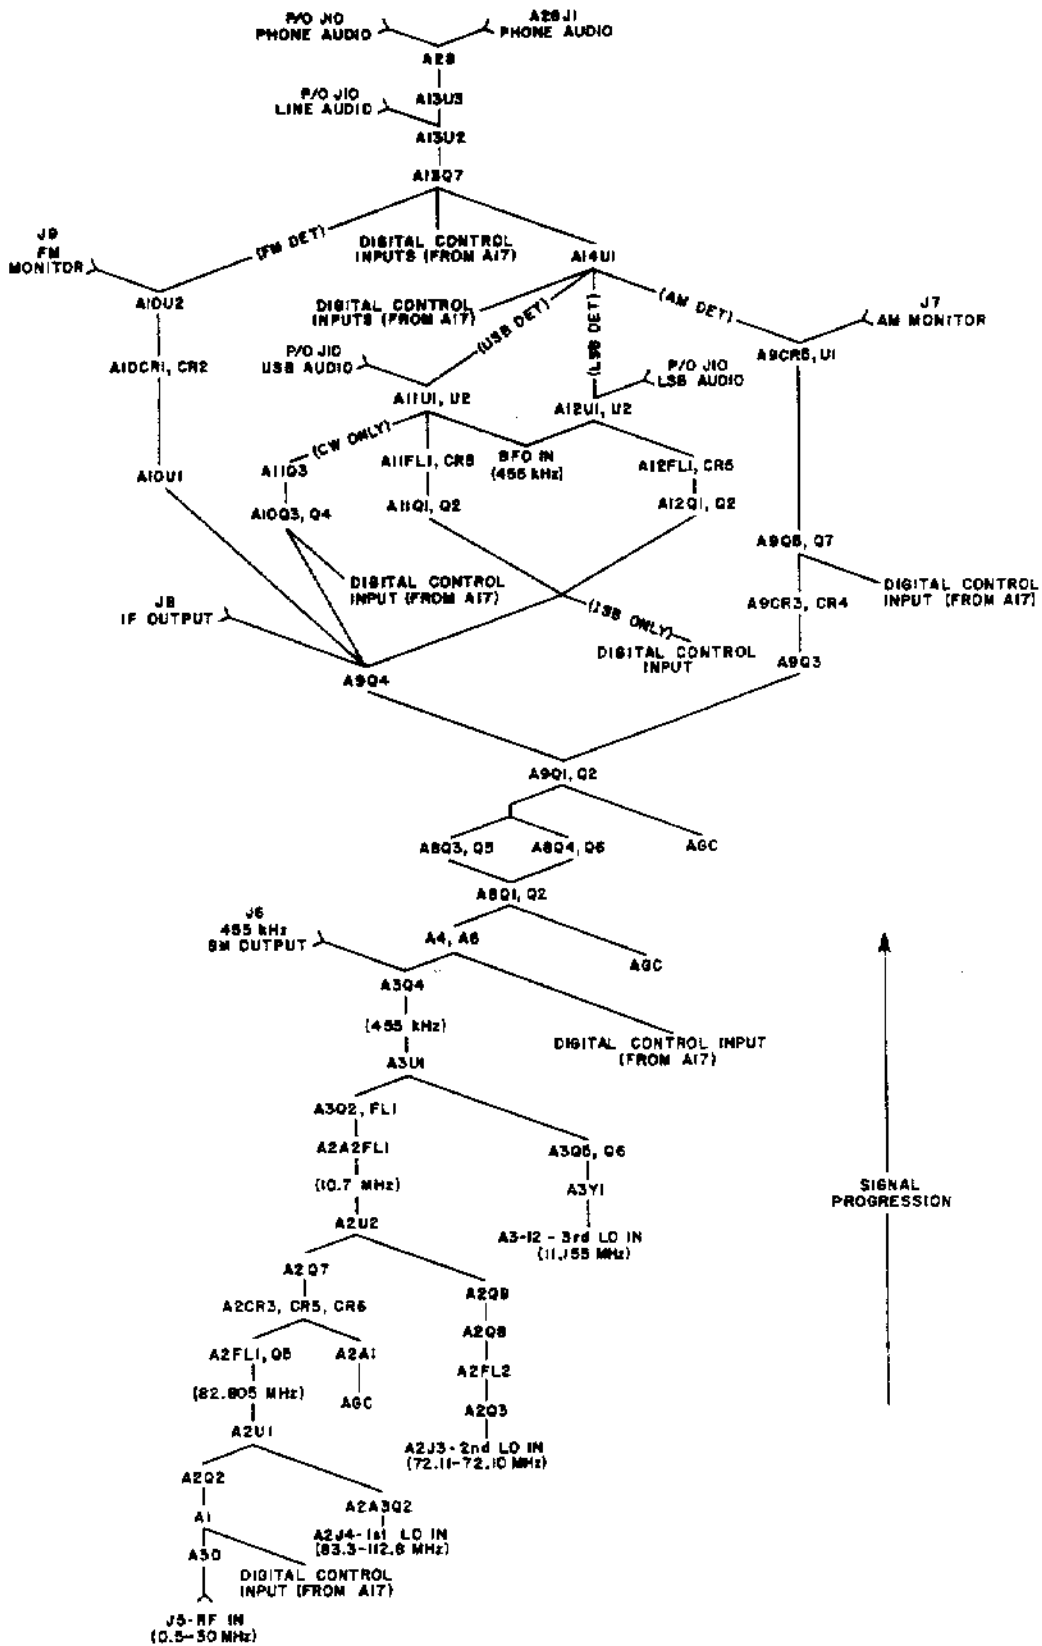 P/O J10
PHONE AUDIO
A28J1
PHONE AUDIO
A28
A13U3
P/O J10
LINE AUDIO
A13U2
A13Q7
J9
FM
MONITOR
(FM DET)
DIGITAL CONTROL
INPUTS (FROM A17)
A14U1
A10U2
DIGITAL CONTROL
INPUTS (FROM A17)
(USB DET)
(LSB DET)
(AM DET)
J7
AM MONITOR
A10CR1, CR2
P/O J10
USB AUDIO
P/O J10
LSB AUDIO
A9CR5, U1
A11U1, U2
A12U1, U2
(CW ONLY)
A10U1
A11Q3
A11FL1, CR8
BFO IN
(455 kHz)
A12FL1, CR5
A10Q3, Q4
A11Q1, Q2
A12Q1, Q2
A9Q6, Q7
DIGITAL CONTROL
INPUT (FROM A17)
DIGITAL CONTROL
INPUT (FROM A17)
J8
IF OUTPUT
A9CR3, CR4
(ISB ONLY)
DIGITAL CONTROL
INPUT
A9Q4
A9Q3
A9Q1, Q2
A8Q3, Q5
A8Q4, Q6
AGC
A8Q1, Q2
J6
455 kHz
SM OUTPUT
A4, A6
AGC
A3Q4
(455 kHz)
DIGITAL CONTROL INPUT
(FROM A17)
A3U1
A3Q2, FL1
A2A2FL1
A3Q5, Q6
(10.7 MHz)
A3Y1
SIGNAL
PROGRESSION
A2U2
A3-12 - 3rd LO IN
(11.155 MHz)
A2Q7
A2Q9
A2CR3, CR5, CR6
A2Q8
A2FL1, Q5
A2A1
A2FL2
(82.805 MHz)
AGC
A2Q3
A2U1
A2J3 - 2nd LO IN
(72.11-72.10 MHz)
A2Q2
A2A3Q2
A1
A2J4 - 1st LO IN
(83.3-112.8 MHz)
A30
DIGITAL CONTROL
INPUT (FROM A17)
J5-RF IN
(0.5-30 MHz)